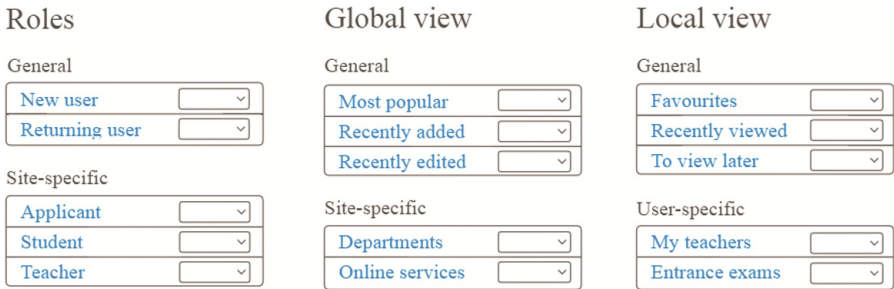 Roles
General
New user
Returning user
Site-specific
Applicant
Student
Teacher
Global view
General
Most popular
Recently added
Recently edited
Site-specific
Departments
Online services
Local view
General
Favourites
Recently viewed
To view later
User-specific
My teachers
Entrance exams